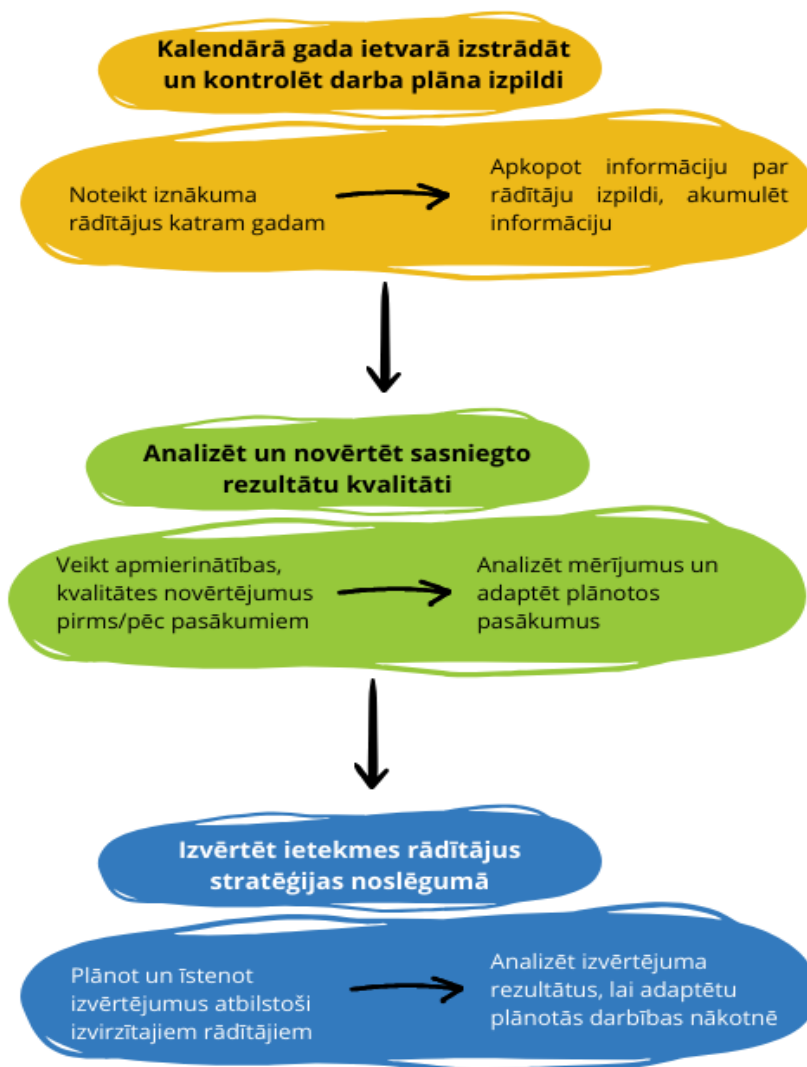 Kalendārā gada ietvarā izstrādāt
un kontrolēt darba plāna izpildi
Noteikt iznākuma
rādītājus katram gadam
Apkopot informāciju par
rādītāju izpildi, akumulēt
informāciju
Analizēt un novērtēt sasniegto
rezultātu kvalitāti
Veikt apmierinātības,
kvalitātes novērtējumus
pirms/pēc pasākumiem
Analizēt mērījumus un
adaptēt plānotos
pasākumus
Izvērtēt ietekmes rādītājus
stratēģijas noslēgumā
Plānot un īstenot
izvērtējumus atbilstoši
izvirzītajiem rādītājiem
Analizēt izvērtējuma
rezultātus, lai adaptētu
plānotās darbības nākotnē